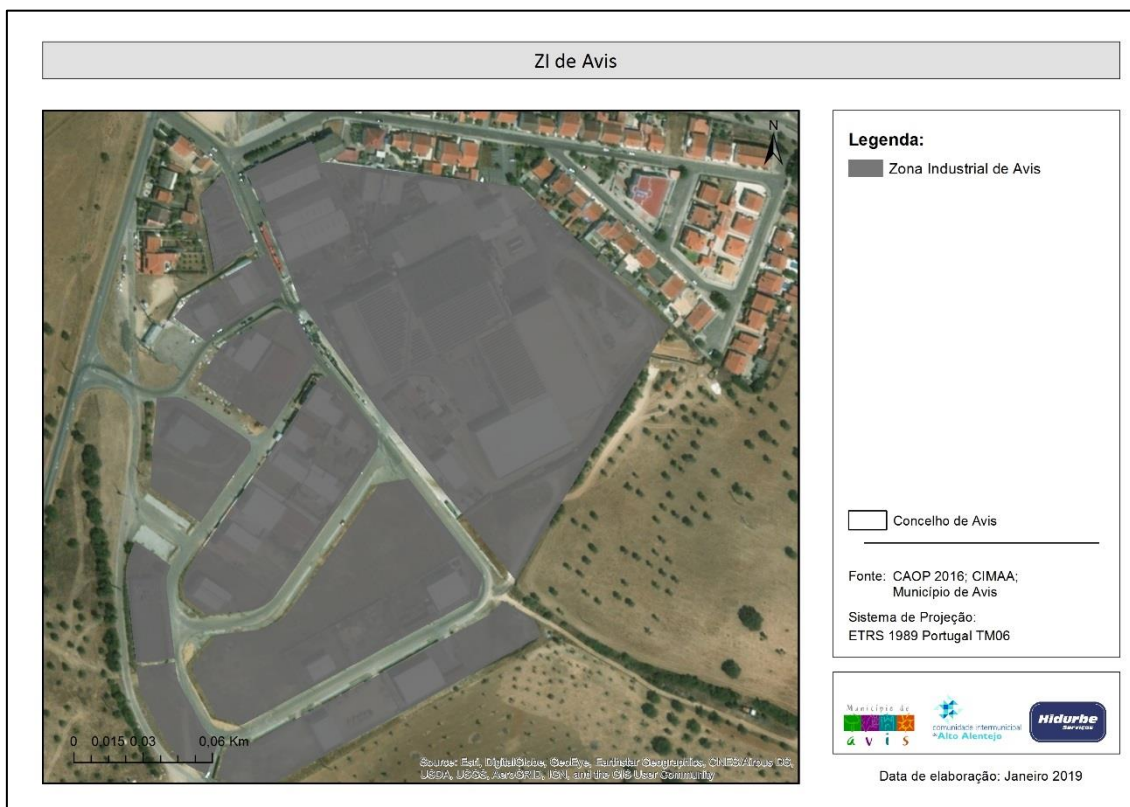 ZI de Avis
N
0 0,015 0,03 0,06 Km
Source: Esri, DigitalGlobe, GeoEye, Earthstar Geographics, CNES/Airbus DS,
USDA, USGS, AeroGRID, IGN, and the GIS User Community
Legenda:
Zona Industrial de Avis
Concelho de Avis
Fonte: CAOP 2016; CIMAA;
Município de Avis
Sistema de Projeção:
ETRS 1989 Portugal TM06
Município de
avis
comunidade intermunicipal
Alto Alentejo
Hidurbe
Serviços
Data de elaboração: Janeiro 2019